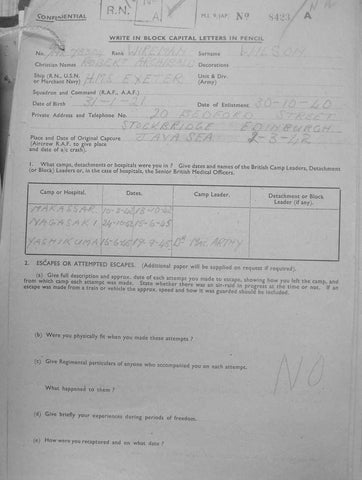 CONFIDENTIAL R.N. A M.I. 9/JAP/ No 8423 A
WRITE IN BLOCK CAPITAL LETTERS IN PENCIL
No. Rank WIREMAN Surname WILSON
Christian Names ROBERT Decorations
Ship (R.N., U.S.N. or Merchant Navy) H.M.S. EXETER Unit & Div. (Army)
Squadron and Command (R.A.F., A.A.F.)
Date of Birth 31-1-21 Date of Enlistment 30-10-40
Private Address and Telephone No. 20 BEDFORD STREET
STOCKBRIDGE EDINBURGH
Place and Date of Original Capture JAVA SEA 2-3-42
(Aircrew R.A.F. to give place
and date of a/c crash).
1. What camps, detachments or hospitals were you in ? Give dates and names of the British Camp Leaders, Detachment
(or Block) Leaders or, in the case of hospitals, the Senior British Medical Officers.
Camp or Hospital. Dates. Camp Leader. Detachment or Block Leader (if any).
MAKASSAR
NAGASAKI
YASHIKUMA DR MACARTHY
2. ESCAPES OR ATTEMPTED ESCAPES. (Additional paper will be supplied on request if required).
(a) Give full description and approx. date of each attempt you made to escape, showing how you left the camp, and
from which camp each attempt was made. State whether there was an air-raid in progress at the time or not. If an
escape was made from a train or vehicle the approx. speed and how it was guarded should be included.
(b) Were you physically fit when you made these attempts ?
(c) Give Regimental particulars of anyone who accompanied you on each attempt.
NO
What happened to them ?
(d) Give briefly your experiences during periods of freedom.
(e) How were you recaptured and on what date ?